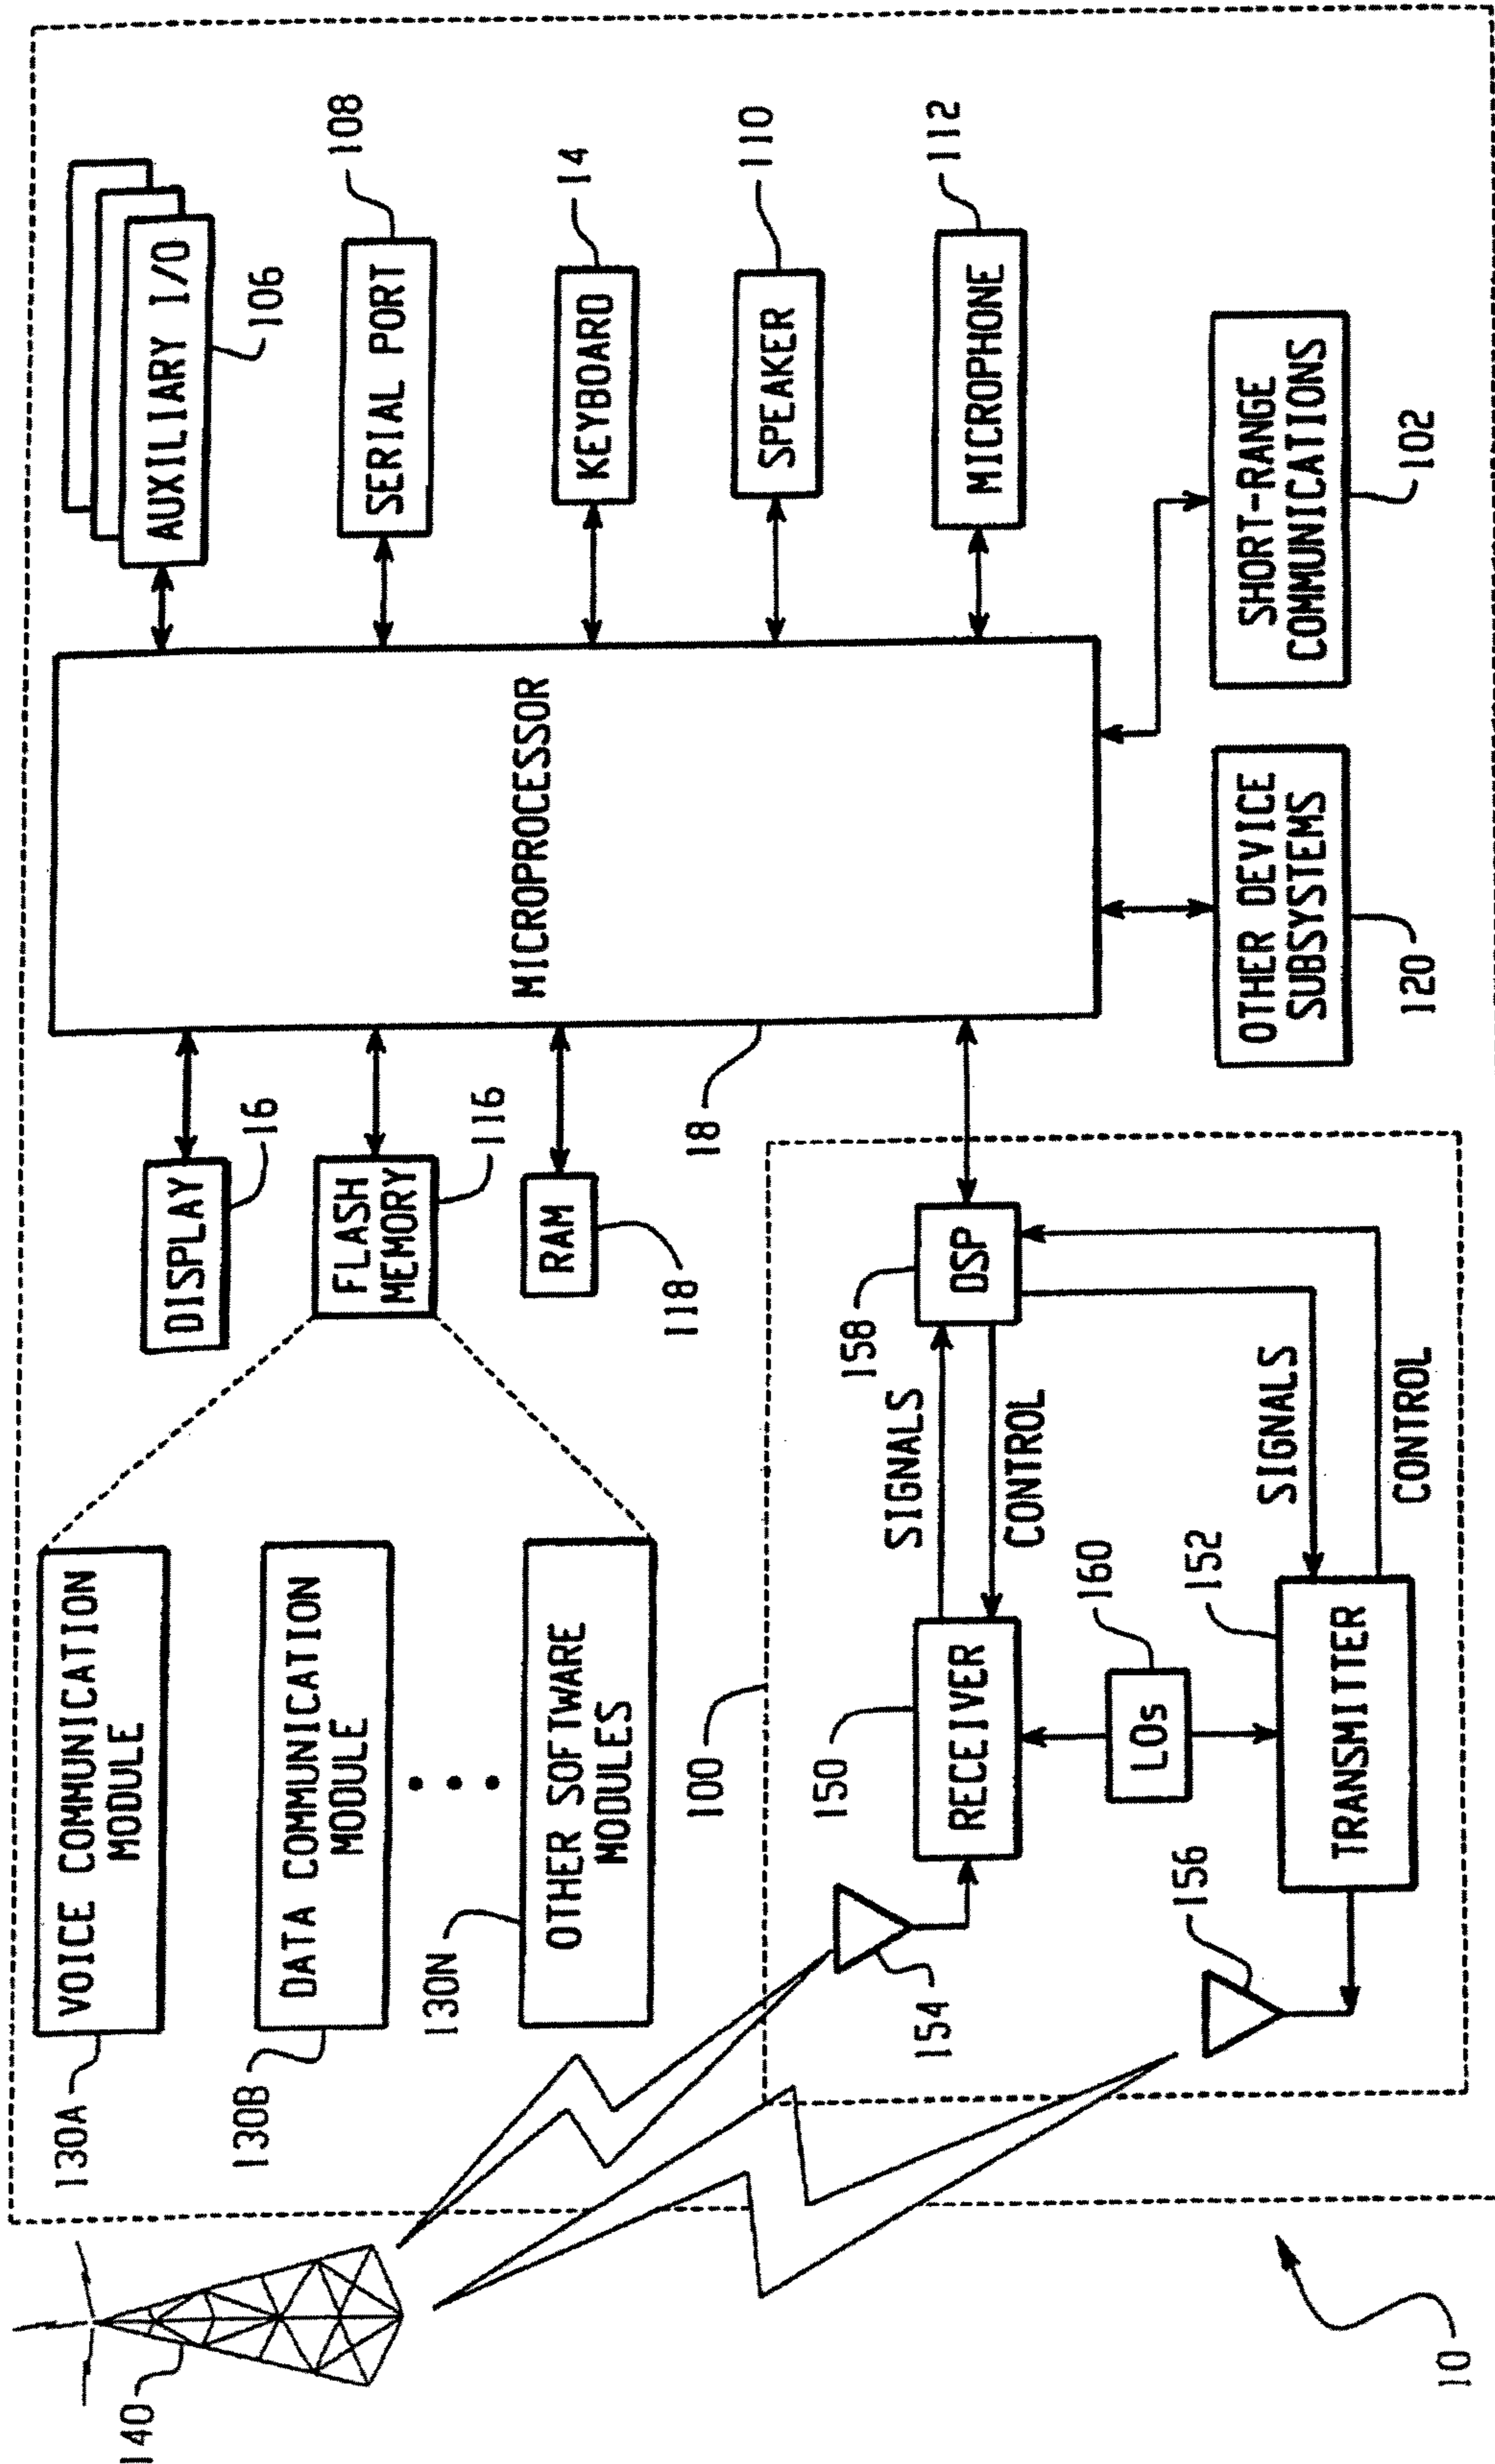 140
130A
VOICE COMMUNICATION
MODULE
130B
DATA COMMUNICATION
MODULE
130N
OTHER SOFTWARE
MODULES
DISPLAY
16
FLASH
MEMORY
116
RAM
118
MICROPROCESSOR
18
AUXILIARY I/O
106
SERIAL PORT
108
KEYBOARD
14
SPEAKER
110
MICROPHONE
112
SHORT-RANGE
COMMUNICATIONS
102
OTHER DEVICE
SUBSYSTEMS
120
100
150
RECEIVER
154
SIGNALS
CONTROL
158
DSP
160
LOs
156
152
TRANSMITTER
SIGNALS
CONTROL
10